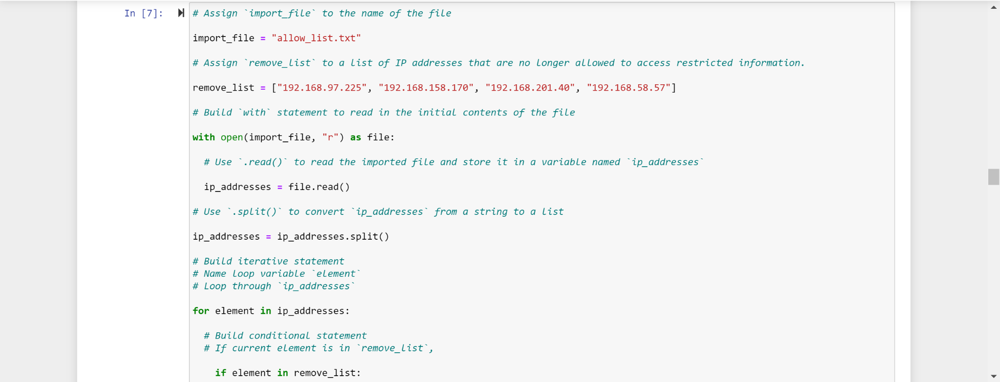 In [7]:
# Assign `import_file` to the name of the file
import_file = "allow_list.txt"
# Assign `remove_list` to a list of IP addresses that are no longer allowed to access restricted information.
remove_list = ["192.168.97.225", "192.168.158.170", "192.168.201.40", "192.168.58.57"]
# Build `with` statement to read in the initial contents of the file
with open(import_file, "r") as file:
  # Use `.read()` to read the imported file and store it in a variable named `ip_addresses`
  ip_addresses = file.read()
# Use `.split()` to convert `ip_addresses` from a string to a list
ip_addresses = ip_addresses.split()
# Build iterative statement
# Name loop variable `element`
# Loop through `ip_addresses`
for element in ip_addresses:
  # Build conditional statement
  # If current element is in `remove_list`,
    if element in remove_list: